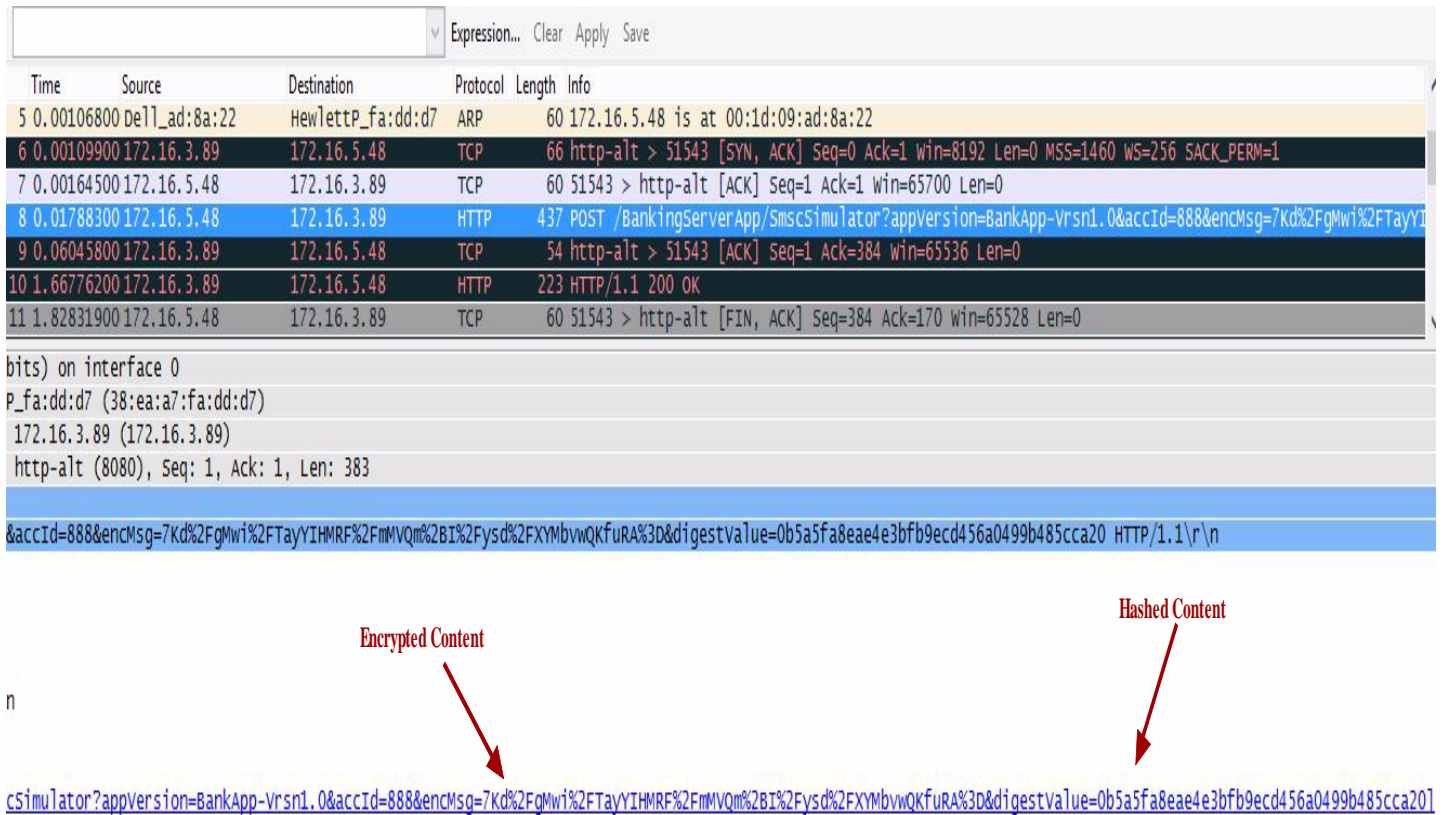 Expression... Clear Apply Save
Time Source Destination Protocol Length Info
5 0.00106800 Dell_ad:8a:22 HewlettP_fa:dd:d7 ARP 60 172.16.5.48 is at 00:1d:09:ad:8a:22
6 0.00109900 172.16.3.89 172.16.5.48 TCP 66 http-alt > 51543 [SYN, ACK] Seq=0 Ack=1 Win=8192 Len=0 MSS=1460 WS=256 SACK_PERM=1
7 0.00164500 172.16.5.48 172.16.3.89 TCP 60 51543 > http-alt [ACK] Seq=1 Ack=1 Win=65700 Len=0
8 0.01788300 172.16.5.48 172.16.3.89 HTTP 437 POST /BankingServerApp/SmscSimulator?appVersion=BankApp-Vrsn1.0&accId=888&encMsg=7Kd%2FgMwi%2FTayYI
9 0.06045800 172.16.3.89 172.16.5.48 TCP 54 http-alt > 51543 [ACK] Seq=1 Ack=384 Win=65536 Len=0
10 1.66776200 172.16.3.89 172.16.5.48 HTTP 223 HTTP/1.1 200 OK
11 1.82831900 172.16.5.48 172.16.3.89 TCP 60 51543 > http-alt [FIN, ACK] Seq=384 Ack=170 Win=65528 Len=0
bits) on interface 0
P_fa:dd:d7 (38:ea:a7:fa:dd:d7)
172.16.3.89 (172.16.3.89)
http-alt (8080), Seq: 1, Ack: 1, Len: 383
&accId=888&encMsg=7Kd%2FgMwi%2FTayYIHMRF%2FmMVQm%2BI%2Fysd%2FXYMbvwQKfuRA%3D&digestValue=0b5a5fa8eae4e3bfb9ecd456a0499b485cca20 HTTP/1.1\r\n
Hashed Content
Encrypted Content
n
cSimulator?appVersion=BankApp-Vrsn1.0&accId=888&encMsg=7Kd%2FgMwi%2FTayYIHMRF%2FmMVQm%2BI%2Fysd%2FXYMbvwQKfuRA%3D&digestValue=0b5a5fa8eae4e3bfb9ecd456a0499b485cca20]